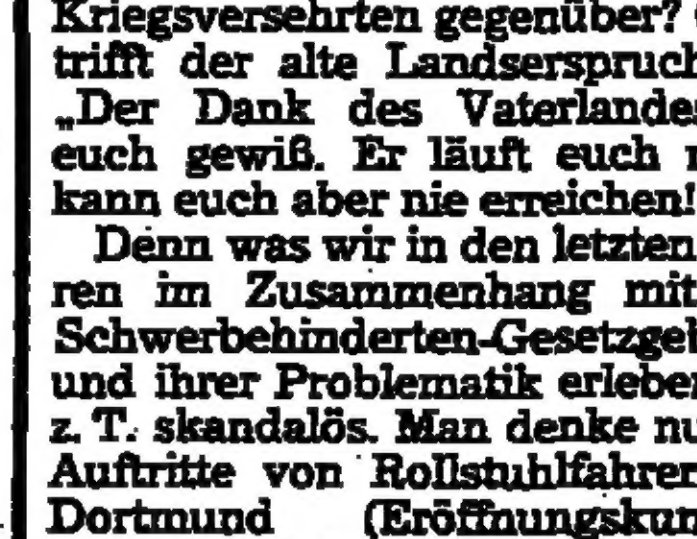 Kriegsversehrten gegenüber?
trifft der alte Landserspruch
„Der Dank des Vaterlandes
euch gewiß. Er läuft euch
kann euch aber nie erreichen!
Denn was wir in den letzten
ren im Zusammenhang mit
Schwerbehinderten-Gesetzgeb
und ihrer Problematik erleben
z. T. skandalös. Man denke nu
Auftritte von Rollstuhlfahrer
Dortmund (Eröffnungskun